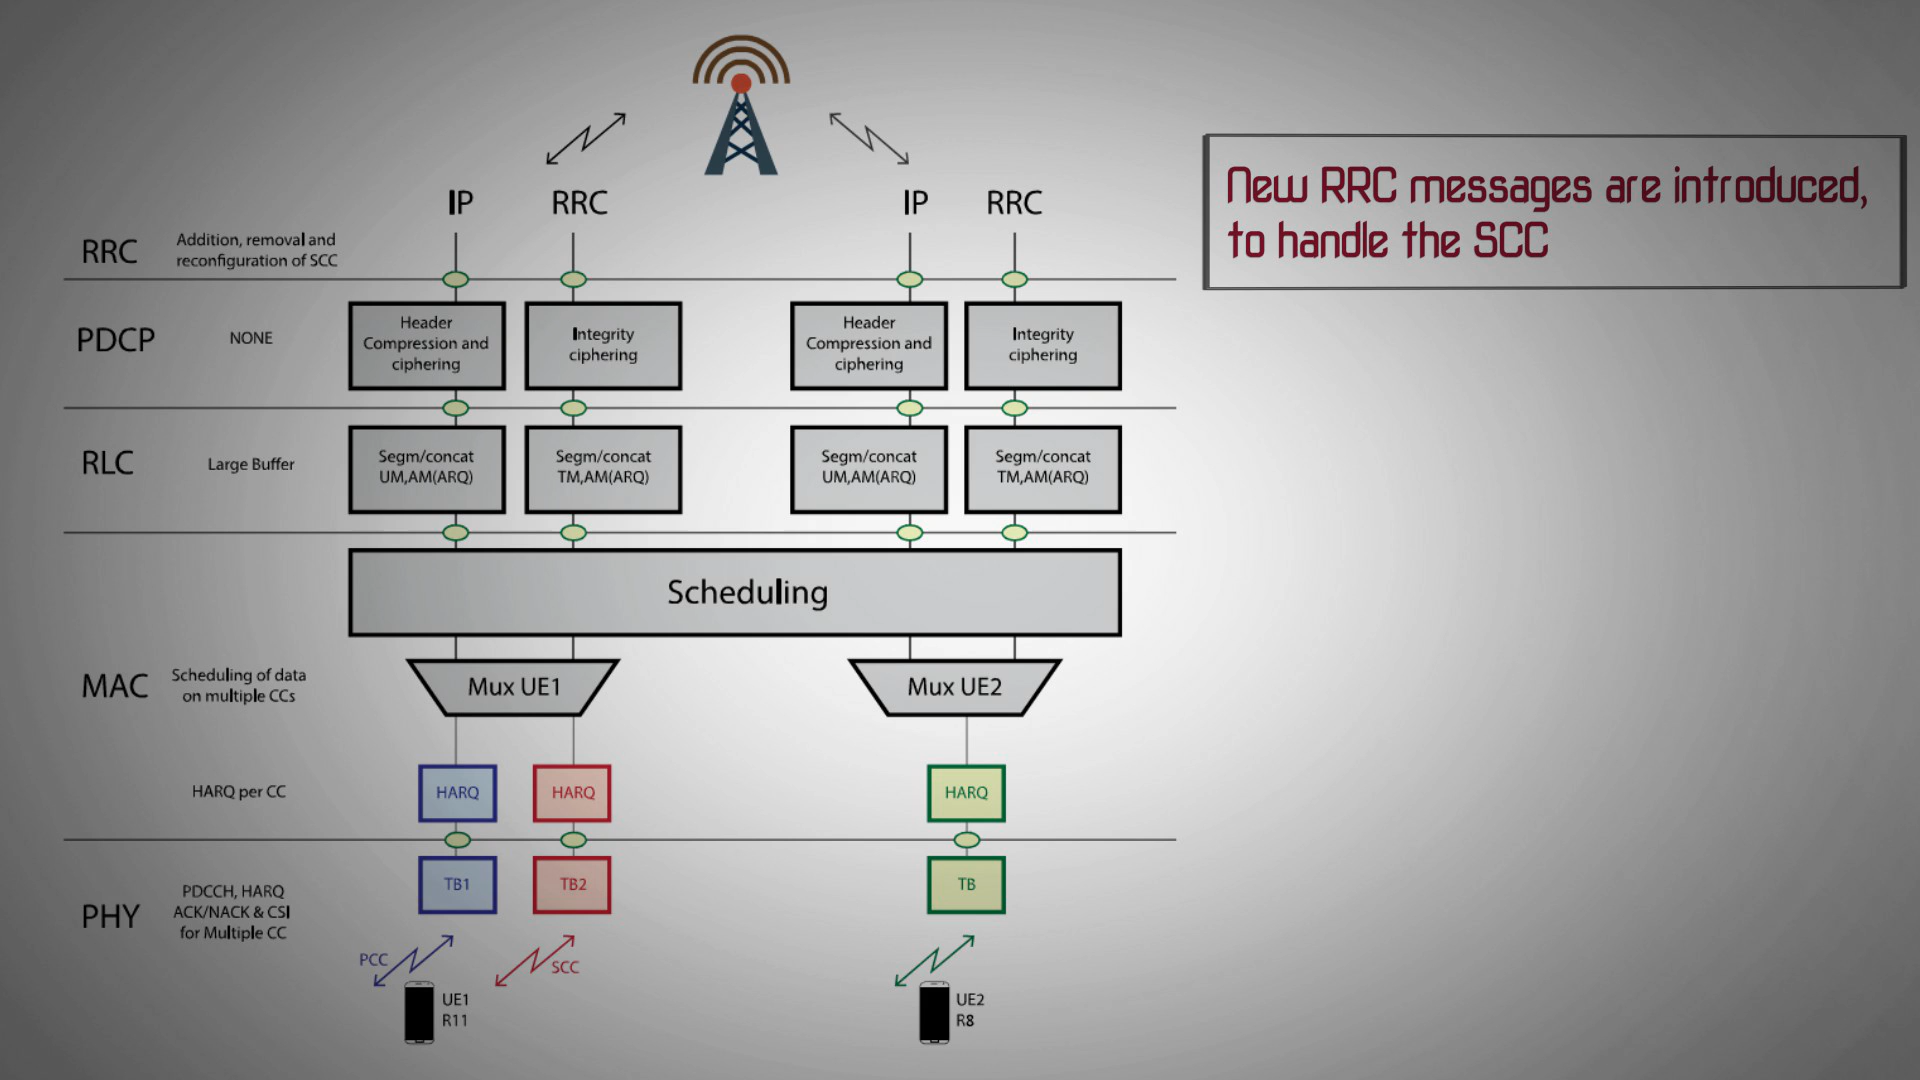 New RRC messages are introduced,
to handle the SCC
IP RRC IP RRC
RRC
Addition, removal and
reconfiguration of SCC
PDCP
NONE
Header
Compression and
ciphering
Integrity
ciphering
Header
Compression and
ciphering
Integrity
ciphering
RLC
Large Buffer
Segm/concat
UM,AM(ARQ)
Segm/concat
TM,AM(ARQ)
Segm/concat
UM,AM(ARQ)
Segm/concat
TM,AM(ARQ)
Scheduling
MAC
Scheduling of data
on multiple CCs
Mux UE1
Mux UE2
HARQ per CC
HARQ
HARQ
HARQ
PHY
PDCCH, HARQ
ACK/NACK & CSI
for Multiple CC
TB1
TB2
TB
PCC
SCC
UE1
R11
UE2
R8